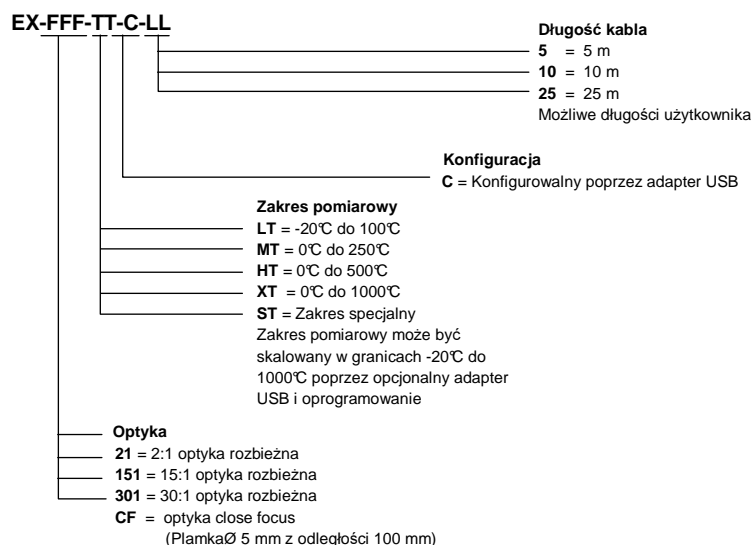 EX-FFF-TT-C-LL
Długość kabla
5 = 5 m
10 = 10 m
25 = 25 m
Możliwe długości użytkownika
Konfiguracja
C = Konfigurowalny poprzez adapter USB
Zakres pomiarowy
LT = -20°C do 100°C
MT = 0°C do 250°C
HT = 0°C do 500°C
XT = 0°C do 1000°C
ST = Zakres specjalny
Zakres pomiarowy może być
skalowany w granicach -20°C do
1000°C poprzez opcjonalny adapter
USB i oprogramowanie
Optyka
21 = 2:1 optyka rozbieżna
151 = 15:1 optyka rozbieżna
301 = 30:1 optyka rozbieżna
CF = optyka close focus
(PlamkaØ 5 mm z odległości 100 mm)